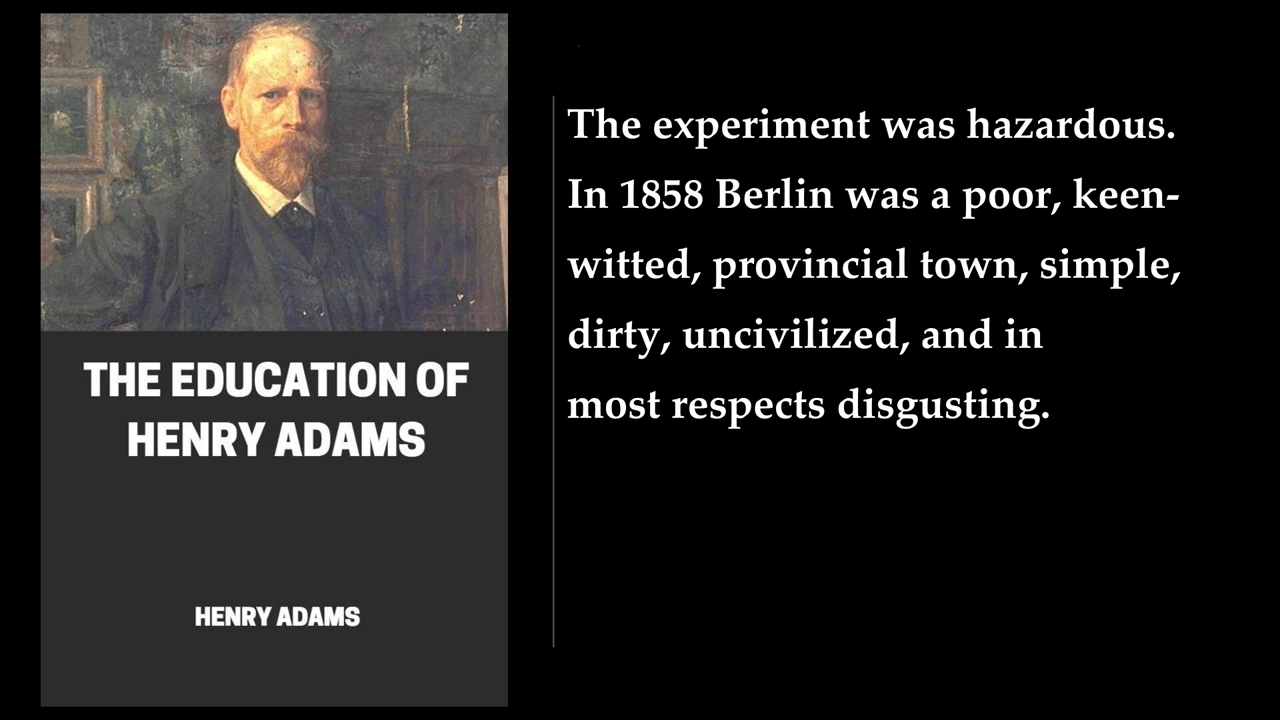 THE EDUCATION OF
HENRY ADAMS
HENRY ADAMS
The experiment was hazardous.
In 1858 Berlin was a poor, keen-
witted, provincial town, simple,
dirty, uncivilized, and in
most respects disgusting.